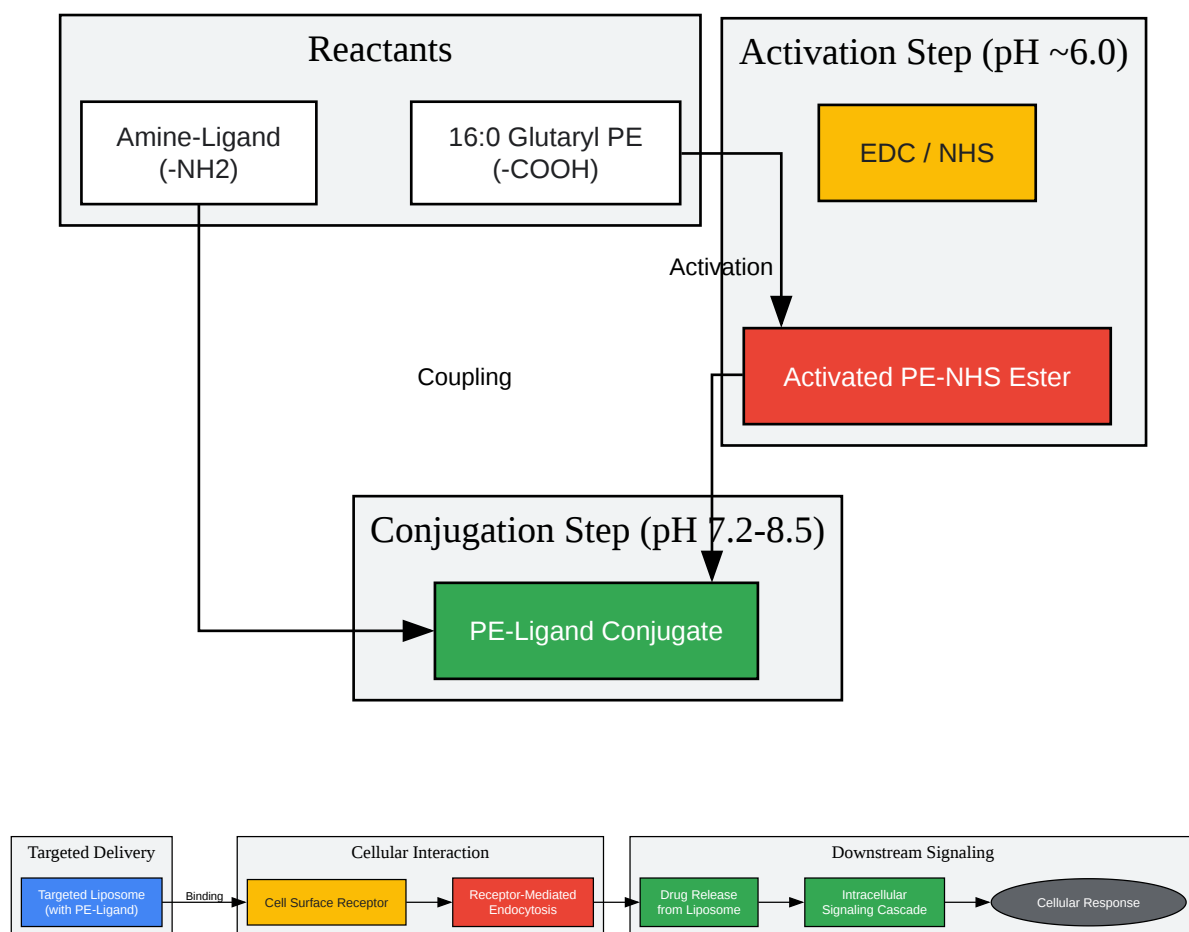 Reactants
Activation Step (pH ~6.0)
Amine-Ligand
(-NH2)
16:0 Glutaryl PE
(-COOH)
EDC / NHS
Activation
Activated PE-NHS Ester
Coupling
Conjugation Step (pH 7.2-8.5)
PE-Ligand Conjugate
Targeted Delivery
Targeted Liposome
(with PE-Ligand)
Binding
Cellular Interaction
Cell Surface Receptor
Receptor-Mediated
Endocytosis
Downstream Signaling
Drug Release
from Liposome
Intracellular
Signaling Cascade
Cellular Response